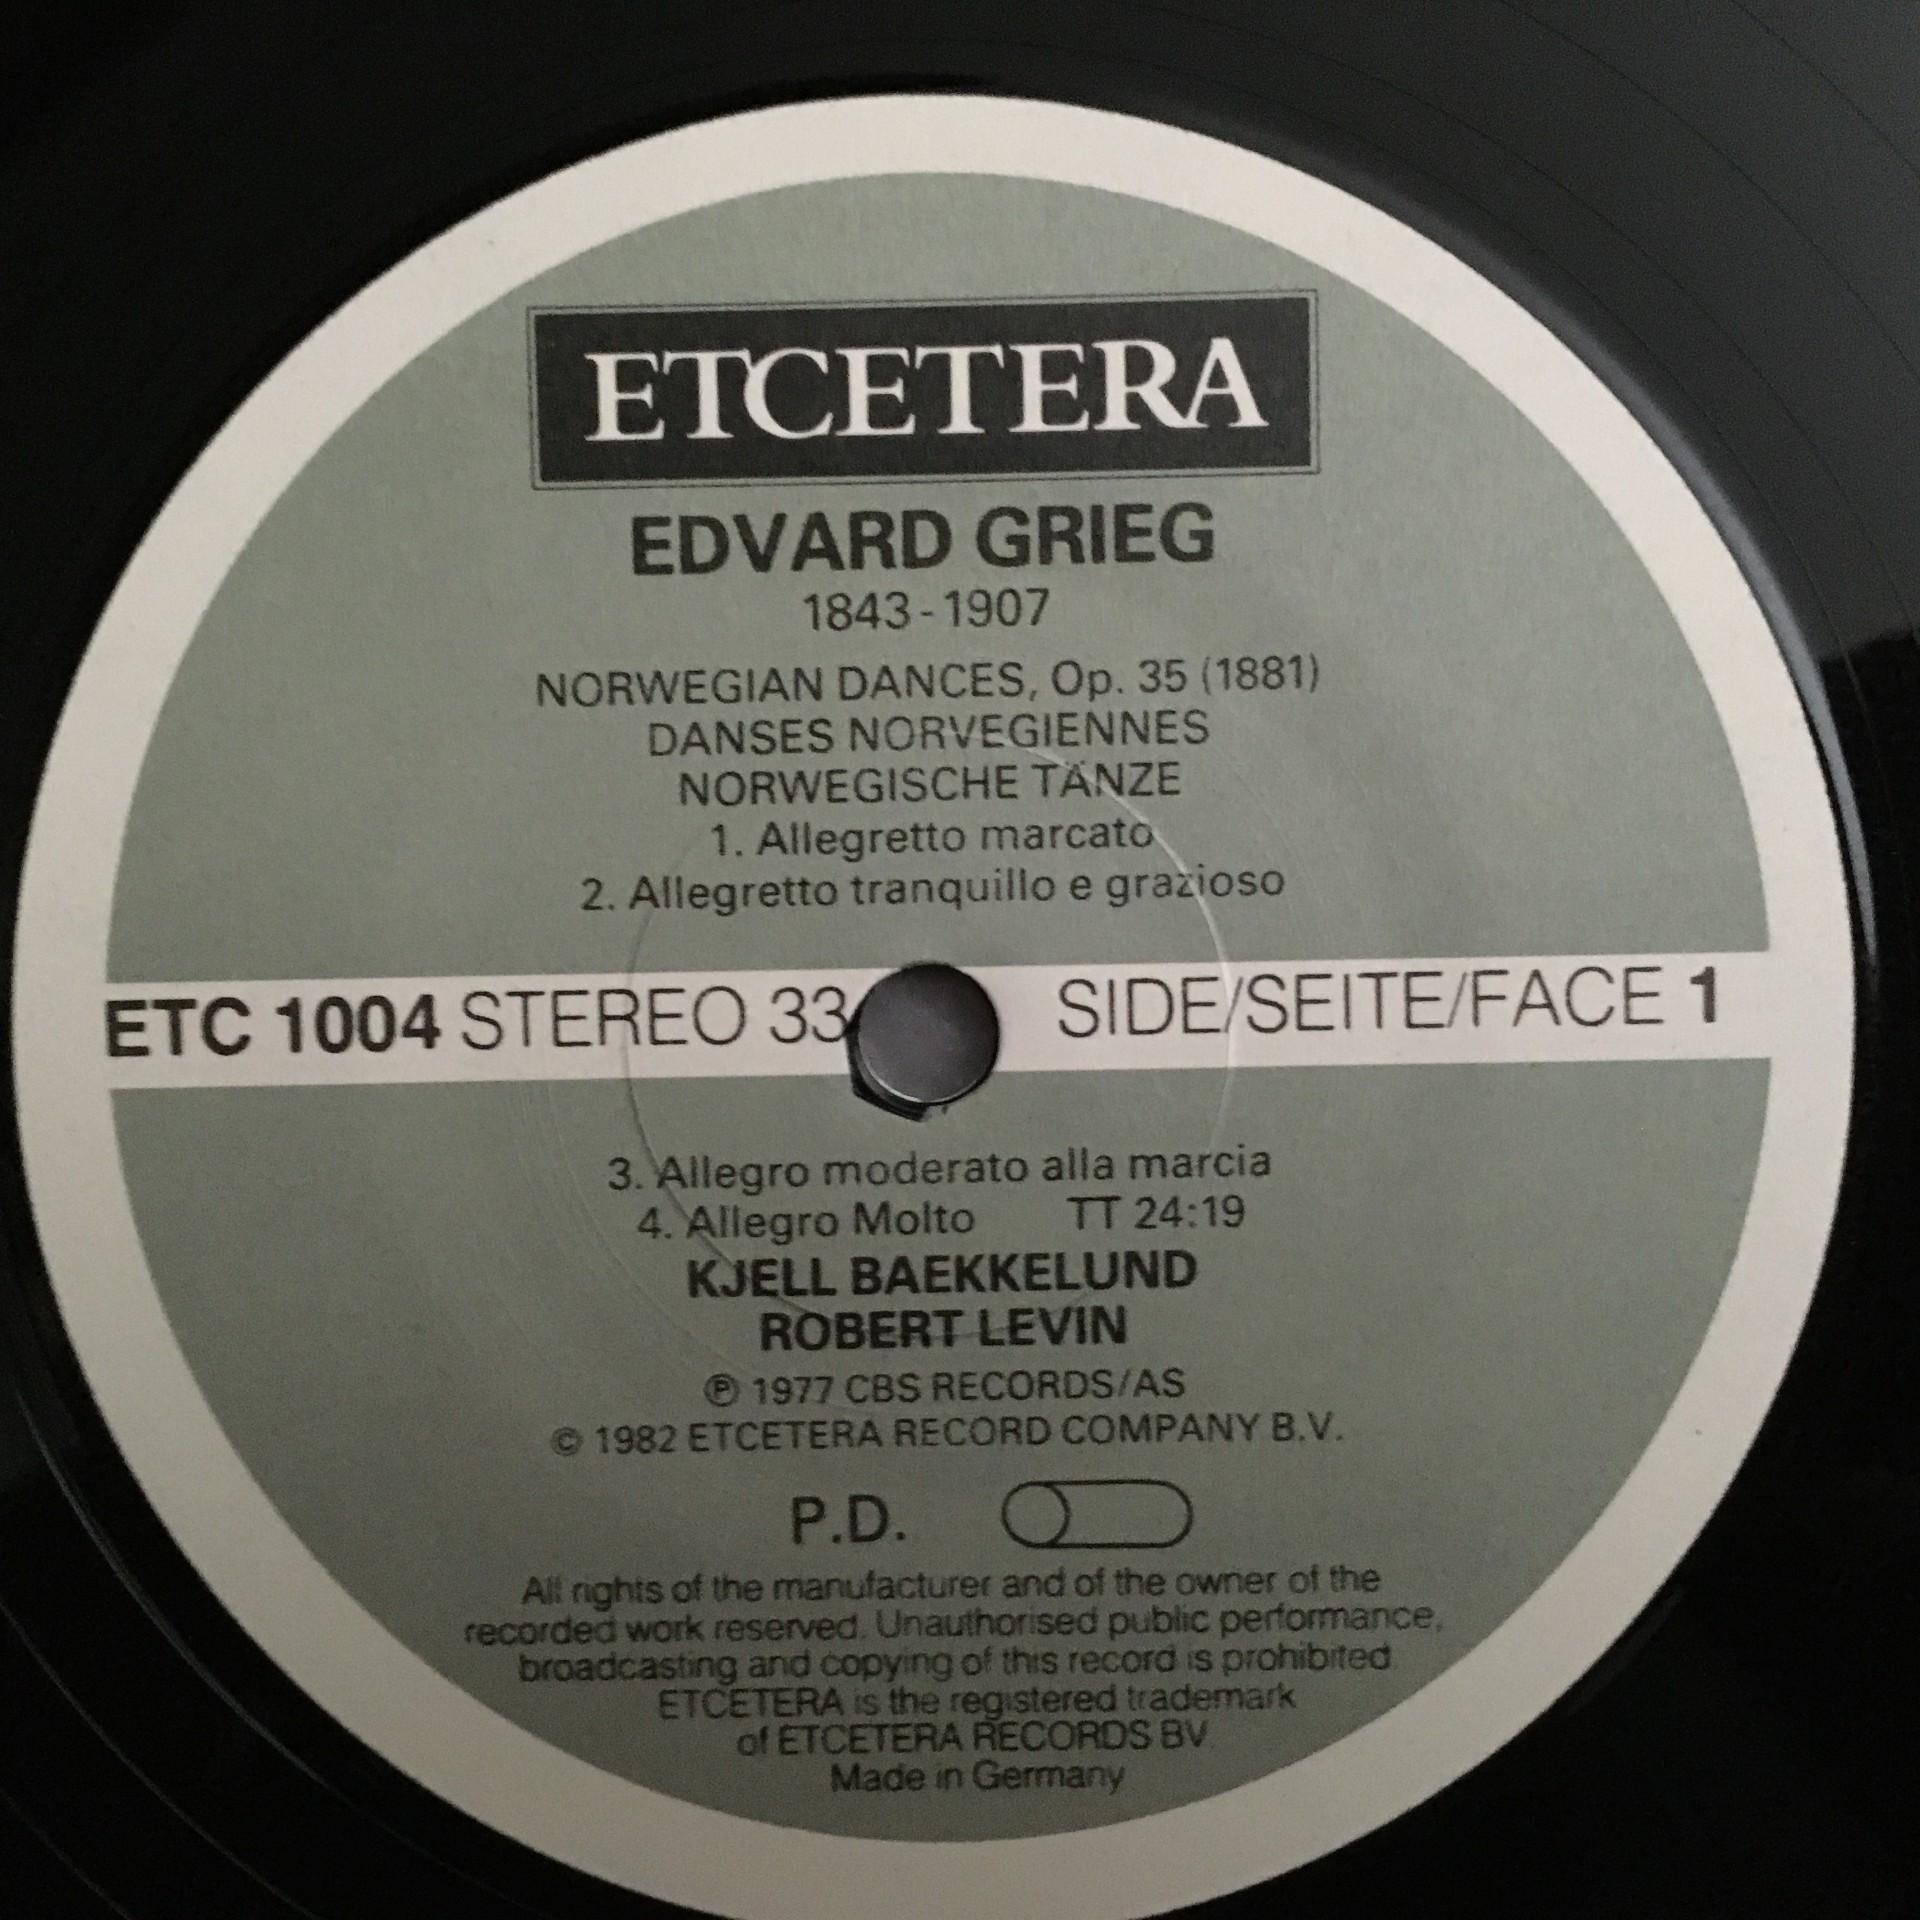 ETCETERA
EDVARD GRIEG
1843-1907
NORWEGIAN DANCES, Op. 35 (1881)
DANSES NORVEGIENNES
NORWEGISCHE TÄNZE
1. Allegretto marcato
2. Allegretto tranquillo e grazioso
ETC 1004 STEREO 33 SIDE/SEITE/FACE 1
3. Allegro moderato alla marcia
4. Allegro Molto TT 24:19
KJELL BAEKKELUND
ROBERT LEVIN
℗ 1977 CBS RECORDS/AS
© 1982 ETCETERA RECORD COMPANY B.V.
P.D.
All rights of the manufacturer and of the owner of the
recorded work reserved. Unauthorised public performance,
broadcasting and copying of this record is prohibited.
ETCETERA is the registered trademark
of ETCETERA RECORDS BV.
Made in Germany